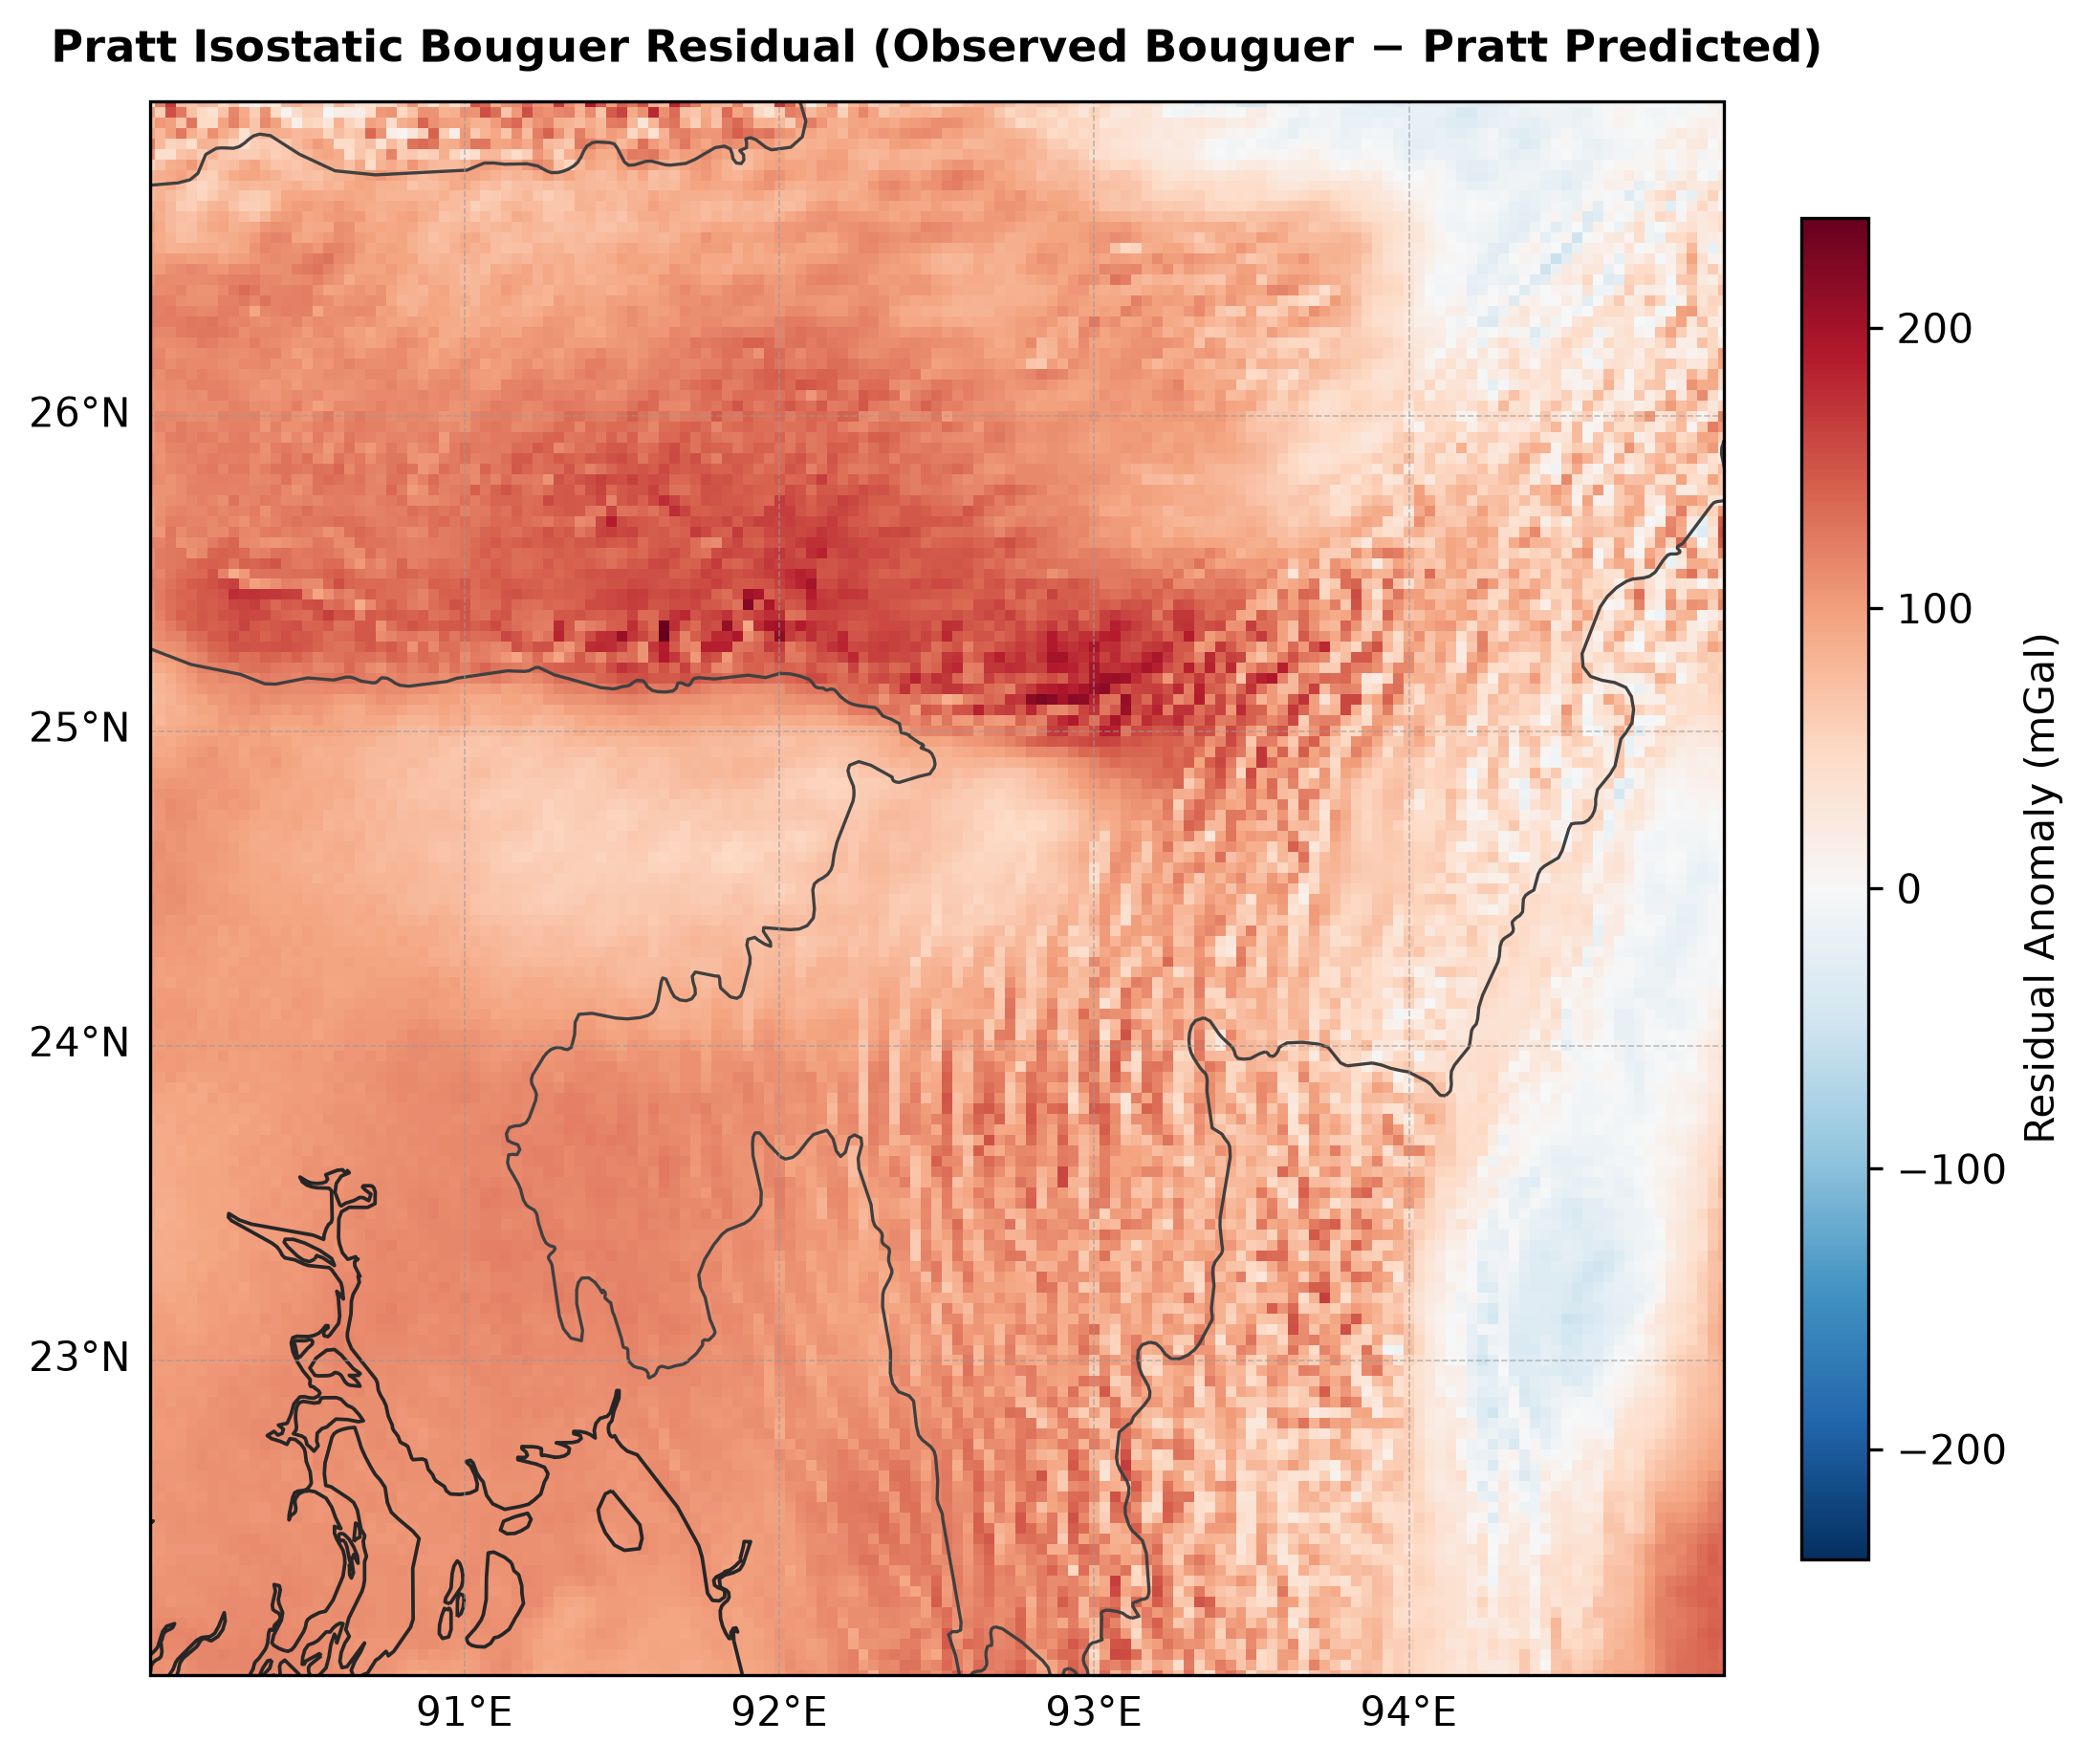 Pratt Isostatic Bouguer Residual (Observed Bouguer − Pratt Predicted)
26°N
25°N
24°N
23°N
91°E
92°E
93°E
94°E
200
100
0
−100
−200
Residual Anomaly (mGal)